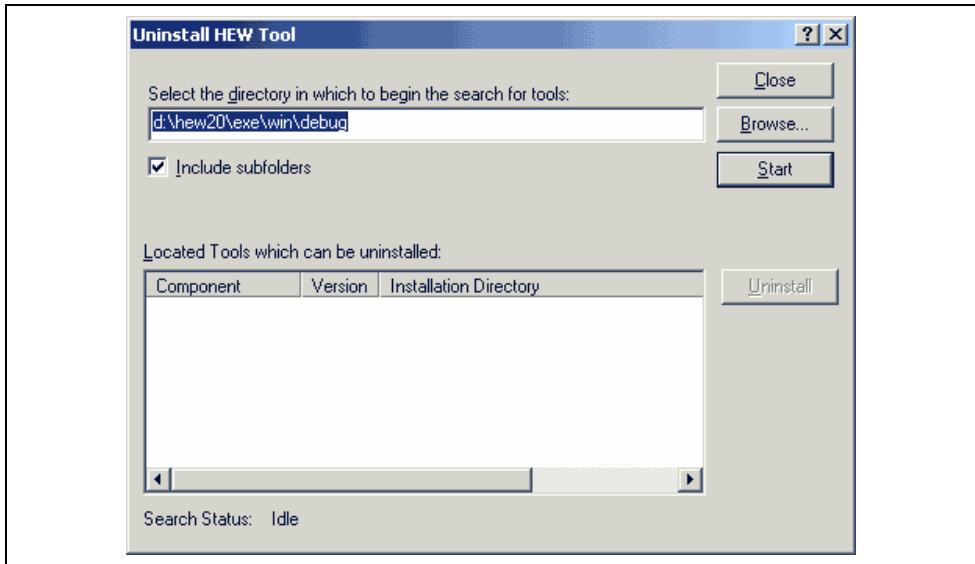 Uninstall HEW Tool
Close
Select the directory in which to begin the search for tools:
d:\hew20\exe\win\debug
Browse...
Include subfolders
Start
Located Tools which can be uninstalled:
Component Version Installation Directory
Uninstall
Search Status: Idle